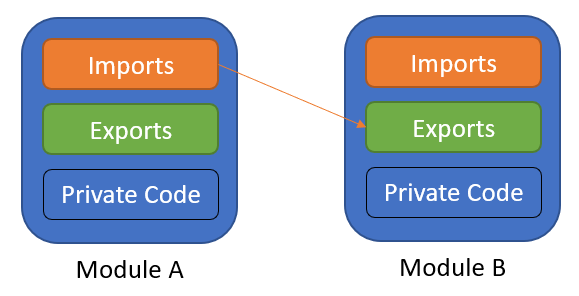 Imports
Exports
Private Code
Module A
Imports
Exports
Private Code
Module B